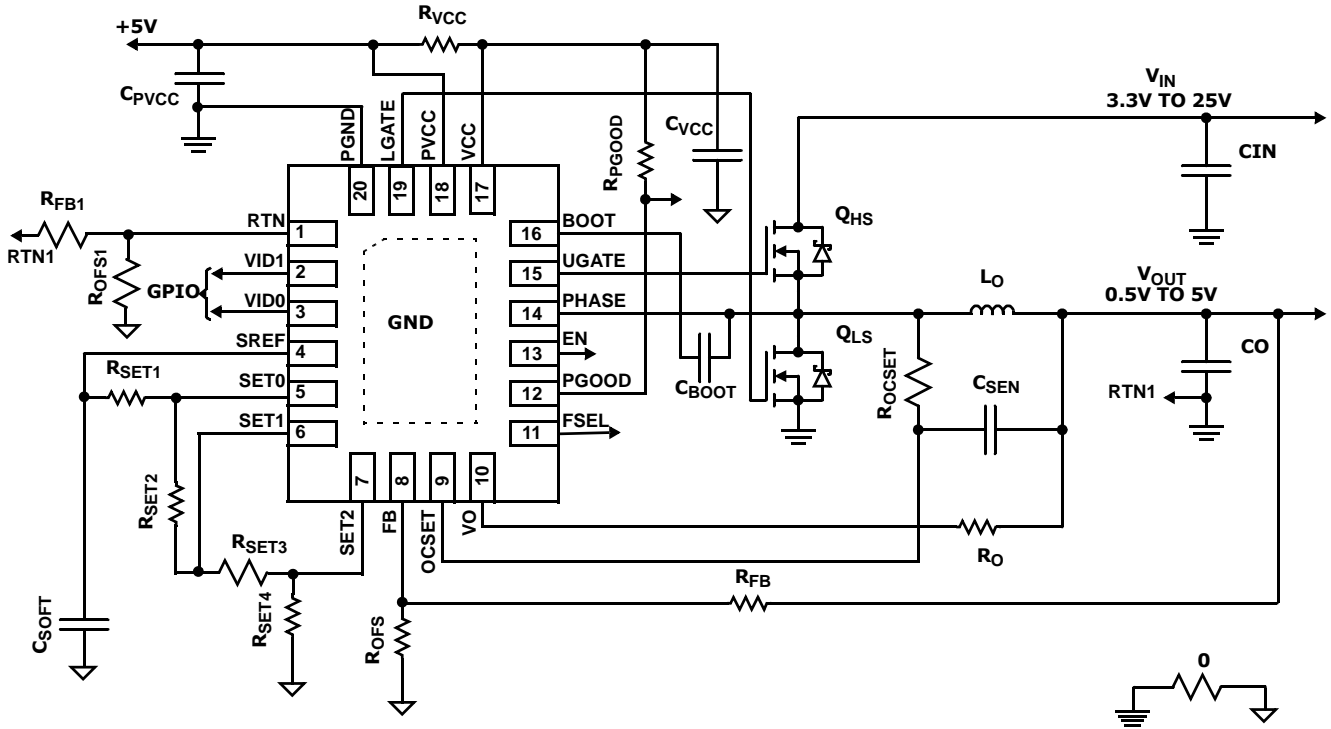 +5V
RVCC
CPVCC
PGND
LGATE
PVCC
VCC
20
19
18
17
RPGOOD
CVCC
VIN
3.3V TO 25V
CIN
RFB1
RTN1
ROFS1
RTN
1
VID1
2
GPIO
VID0
3
SREF
4
SET0
5
SET1
6
GND
16
BOOT
15
UGATE
14
PHASE
13
EN
12
PGOOD
11
FSEL
QHS
QLS
CBOOT
LO
VOUT
0.5V TO 5V
CO
RTN1
ROCSET
CSEN
RSET1
RSET2
RSET3
RSET4
CSOFT
7
8
9
10
SET2
FB
OCSET
VO
RO
RFB
ROFS
0